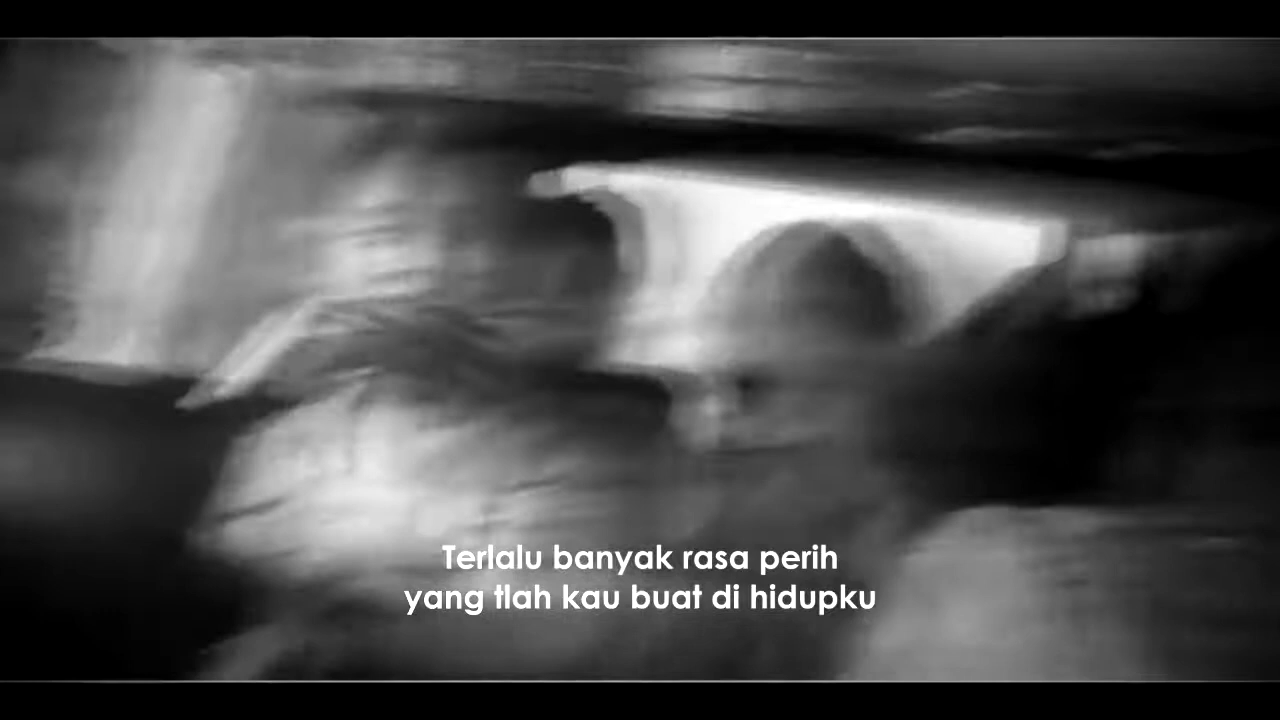 Terlalu banyak rasa perih
yang tlah kau buat di hidupku